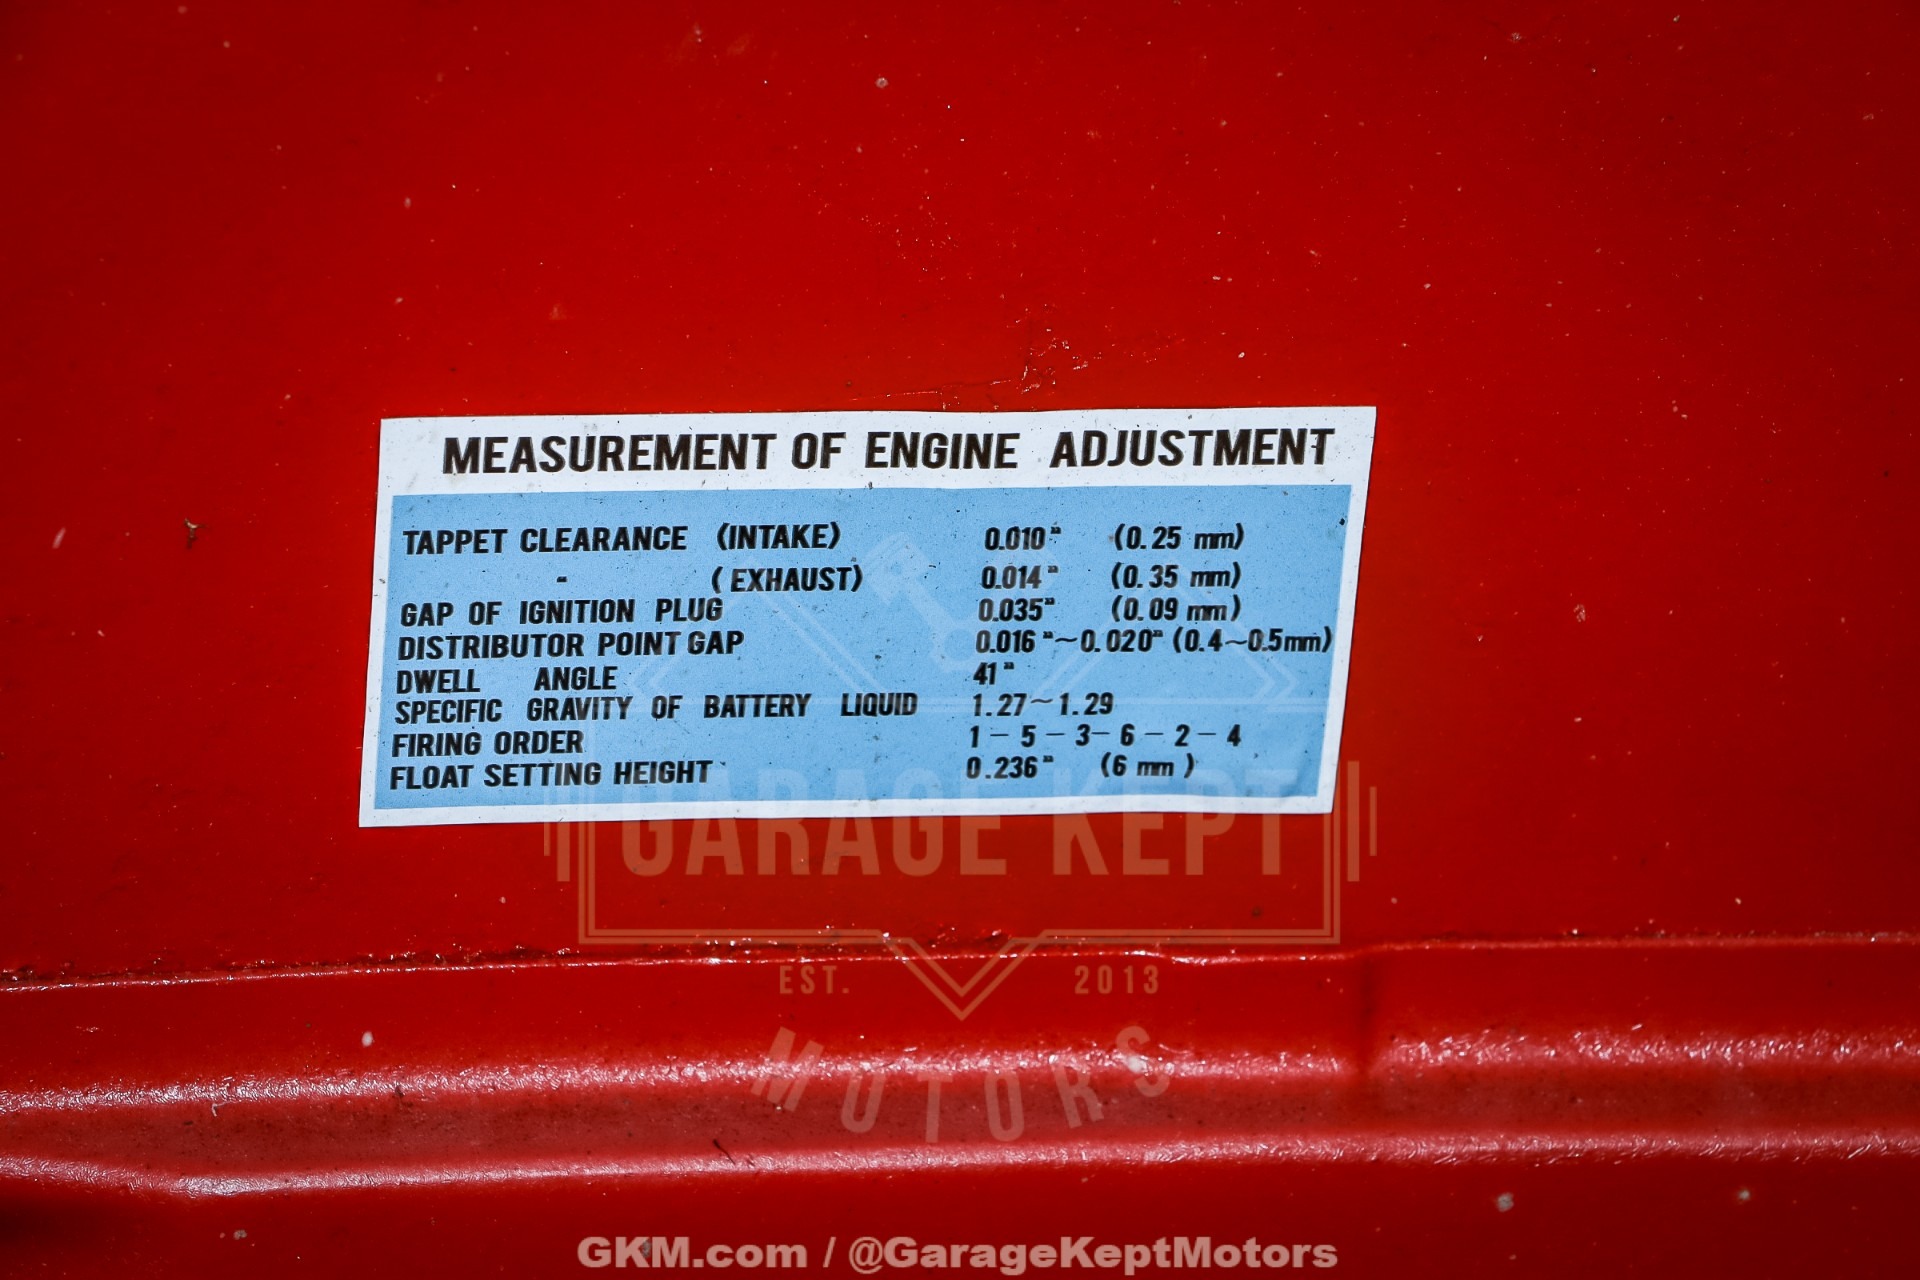 MEASUREMENT OF ENGINE ADJUSTMENT
TAPPET CLEARANCE (INTAKE) 0.010" (0.25 mm)
" (EXHAUST) 0.014" (0.35 mm)
GAP OF IGNITION PLUG 0.035" (0.09 mm)
DISTRIBUTOR POINT GAP 0.016"~0.020" (0.4~0.5mm)
DWELL ANGLE 41"
SPECIFIC GRAVITY OF BATTERY LIQUID 1.27~1.29
FIRING ORDER 1-5-3-6-2-4
FLOAT SETTING HEIGHT 0.236" (6 mm)
GARAGE KEPT
EST. 2013
MOTORS
GKM.com / @GarageKeptMotors